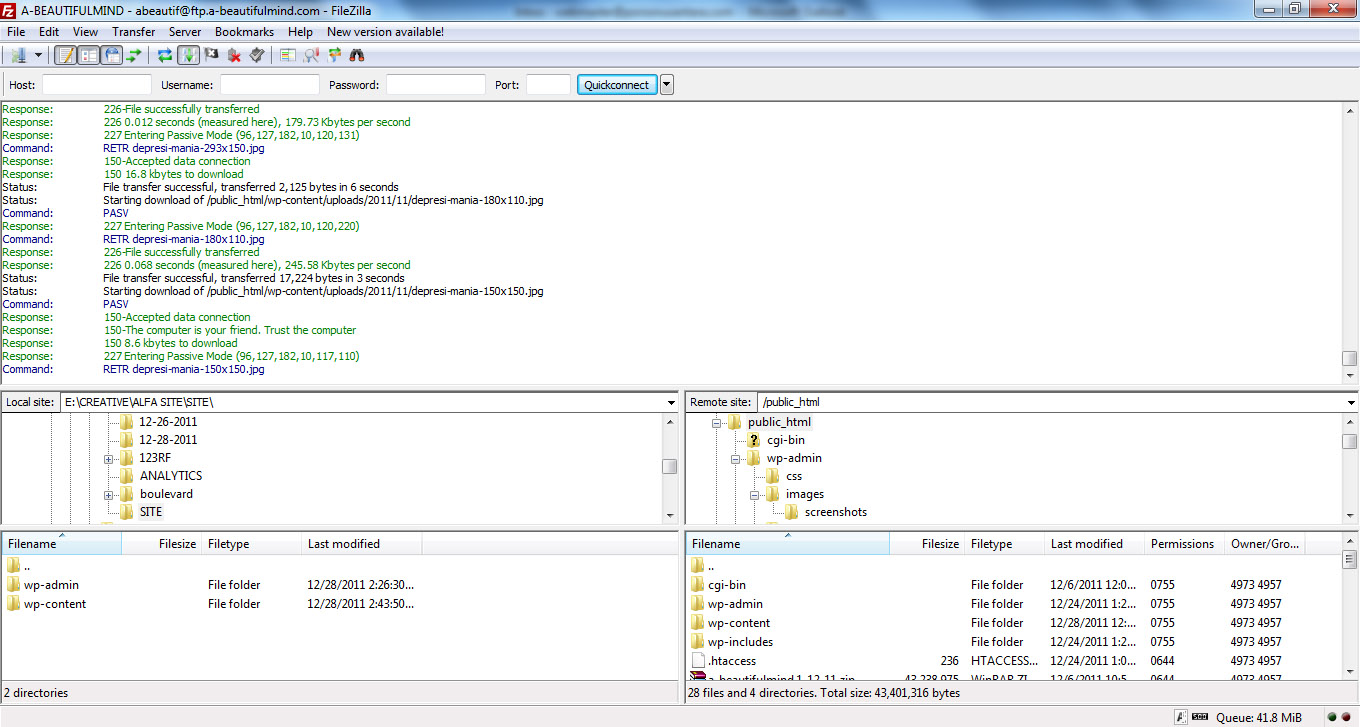 A-BEAUTIFULMIND - abeautif@ftp.a-beautifulmind.com - FileZilla
File Edit View Transfer Server Bookmarks Help New version available!
Host: Username: Password: Port: Quickconnect
Response: 226-File successfully transferred
Response: 226 0.012 seconds (measured here), 179.73 Kbytes per second
Response: 227 Entering Passive Mode (96,127,182,10,120,131)
Command: RETR depresi-mania-293x150.jpg
Response: 150-Accepted data connection
Response: 150 16.8 kbytes to download
Status: File transfer successful, transferred 2,125 bytes in 6 seconds
Status: Starting download of /public_html/wp-content/uploads/2011/11/depresi-mania-180x110.jpg
Command: PASV
Response: 227 Entering Passive Mode (96,127,182,10,120,220)
Command: RETR depresi-mania-180x110.jpg
Response: 226-File successfully transferred
Response: 226 0.068 seconds (measured here), 245.58 Kbytes per second
Status: File transfer successful, transferred 17,224 bytes in 3 seconds
Status: Starting download of /public_html/wp-content/uploads/2011/11/depresi-mania-150x150.jpg
Command: PASV
Response: 150-Accepted data connection
Response: 150-The computer is your friend. Trust the computer
Response: 150 8.6 kbytes to download
Response: 227 Entering Passive Mode (96,127,182,10,117,110)
Command: RETR depresi-mania-150x150.jpg
Local site: E:\CREATIVE\ALFA SITE\SITE\
12-26-2011
12-28-2011
123RF
ANALYTICS
boulevard
SITE
Filename Filesize Filetype Last modified
..
wp-admin File folder 12/28/2011 2:26:30...
wp-content File folder 12/28/2011 2:43:50...
2 directories
Remote site: /public_html
public_html
cgi-bin
wp-admin
css
images
screenshots
Filename Filesize Filetype Last modified Permissions Owner/Gro...
..
cgi-bin File folder 12/6/2011 12:0... 0755 4973 4957
wp-admin File folder 12/24/2011 1:2... 0755 4973 4957
wp-content File folder 12/28/2011 12:... 0755 4973 4957
wp-includes File folder 12/24/2011 1:2... 0755 4973 4957
.htaccess 236 HTACCESS... 12/24/2011 1:0... 0644 4973 4957
a-beautifulmind 1-12-11.zip 43,238,975 WinRAR ZI... 12/6/2011 10:5... 0644 4973 4957
28 files and 4 directories. Total size: 43,401,316 bytes
Queue: 41.8 MiB